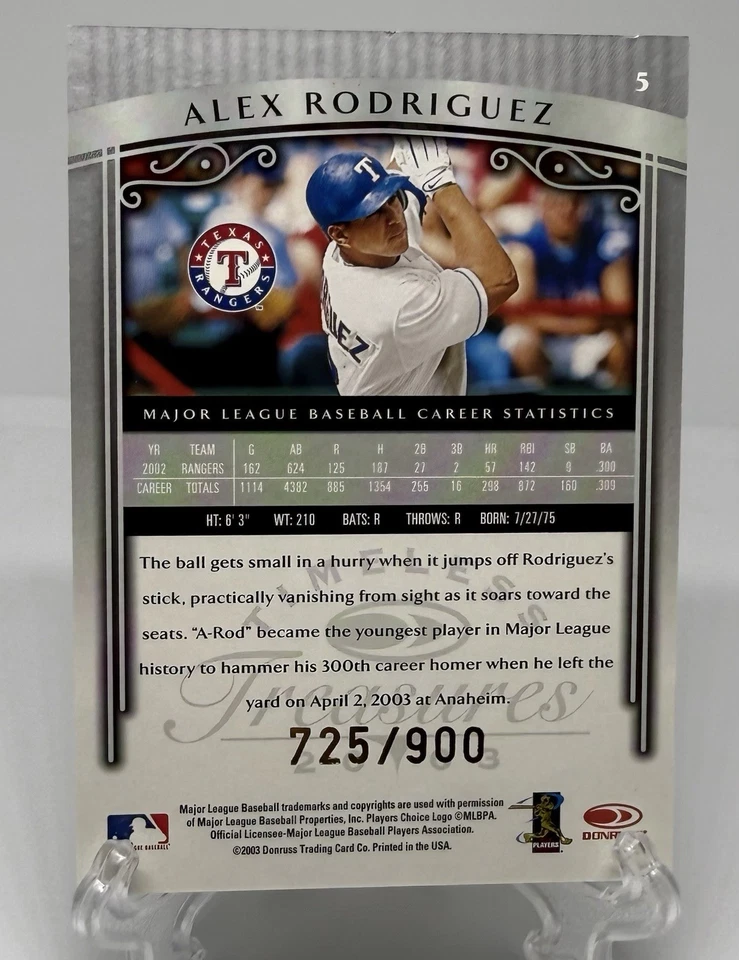 5
ALEX RODRIGUEZ
T
TEXAS
T
RANGERS
GUEZ
MAJOR LEAGUE BASEBALL CAREER STATISTICS
YR TEAM G AB R H 2B 3B HR RBI SB BA
2002 RANGERS 162 624 125 187 27 2 57 142 9 .300
CAREER TOTALS 1114 4382 885 1354 255 16 298 872 160 .309
HT: 6' 3" WT: 210 BATS: R THROWS: R BORN: 7/27/75
The ball gets small in a hurry when it jumps off Rodriguez's
stick, practically vanishing from sight as it soars toward the
seats. "A-Rod" became the youngest player in Major League
history to hammer his 300th career homer when he left the
yard on April 2, 2003 at Anaheim.
TIMELESS
Treasures
2003
725/900
Major League Baseball trademarks and copyrights are used with permission
of Major League Baseball Properties, Inc. Players Choice Logo ©MLBPA.
Official Licensee-Major League Baseball Players Association.
©2003 Donruss Trading Card Co. Printed in the USA.
PLAYERS